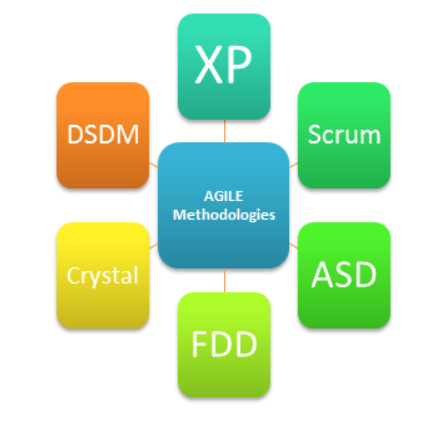 XP
DSDM
Scrum
AGILE
Methodologies
Crystal
ASD
FDD